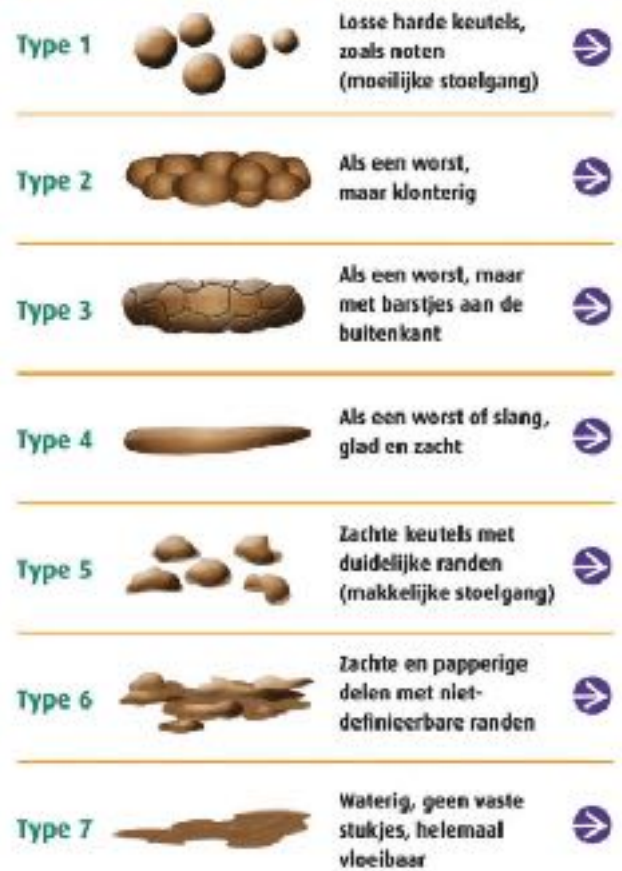 Type 1
Losse harde keutels,
zoals noten
(moeilijke stoelgang)
Type 2
Als een worst,
maar klonterig
Type 3
Als een worst, maar
met barstjes aan de
buitenkant
Type 4
Als een worst of slang,
glad en zacht
Type 5
Zachte keutels met
duidelijke randen
(makkelijke stoelgang)
Type 6
Zachte en papperige
delen met niet-
definieerbare randen
Type 7
Waterig, geen vaste
stukjes, helemaal
vloeibaar